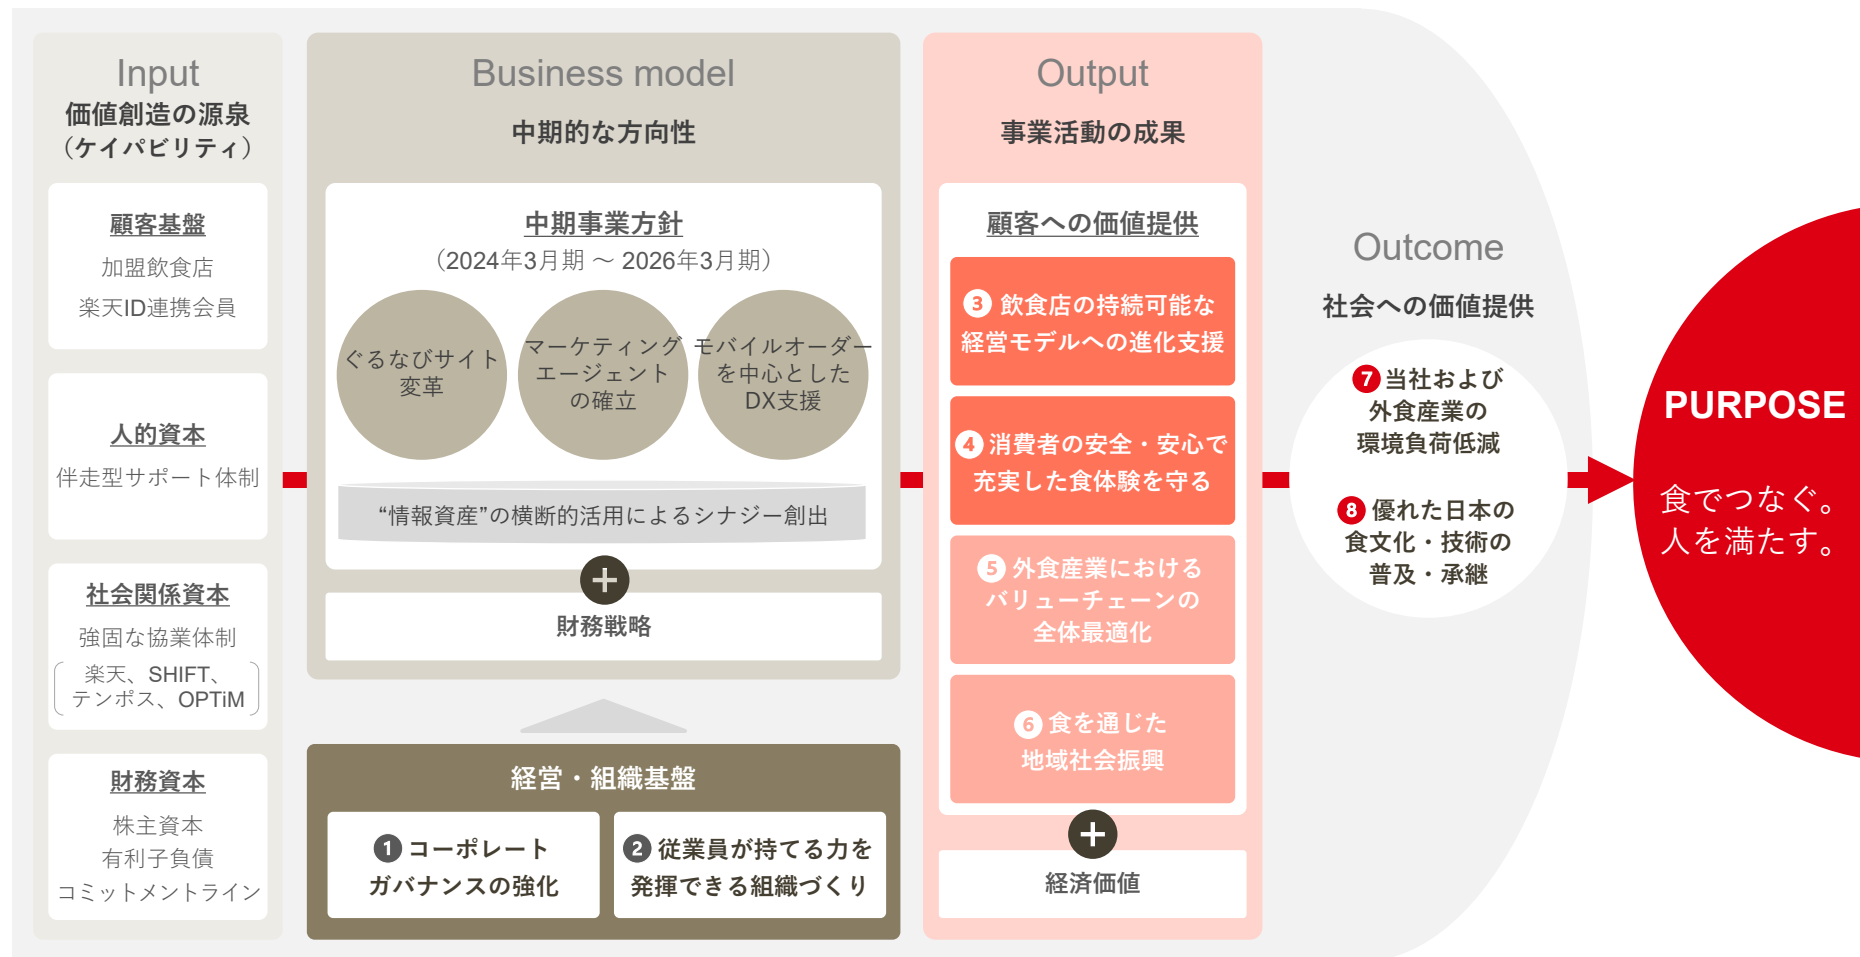 Input
価値創造の源泉
（ケイパビリティ）
顧客基盤
加盟飲食店
楽天ID連携会員
人的資本
伴走型サポート体制
社会関係資本
強固な協業体制
楽天、SHIFT、
テンポス、OPTiM
財務資本
株主資本
有利子負債
コミットメントライン
Business model
中期的な方向性
中期事業方針
（2024年3月期 ～ 2026年3月期）
ぐるなびサイト
変革
マーケティング
エージェント
の確立
モバイルオーダー
を中心とした
DX支援
“情報資産”の横断的活用によるシナジー創出
+
財務戦略
経営・組織基盤
1 コーポレート
ガバナンスの強化
2 従業員が持てる力を
発揮できる組織づくり
Output
事業活動の成果
顧客への価値提供
3 飲食店の持続可能な
経営モデルへの進化支援
4 消費者の安全・安心で
充実した食体験を守る
5 外食産業における
バリューチェーンの
全体最適化
6 食を通じた
地域社会振興
+
経済価値
Outcome
社会への価値提供
7 当社および
外食産業の
環境負荷低減
8 優れた日本の
食文化・技術の
普及・承継
PURPOSE
食でつなぐ。
人を満たす。